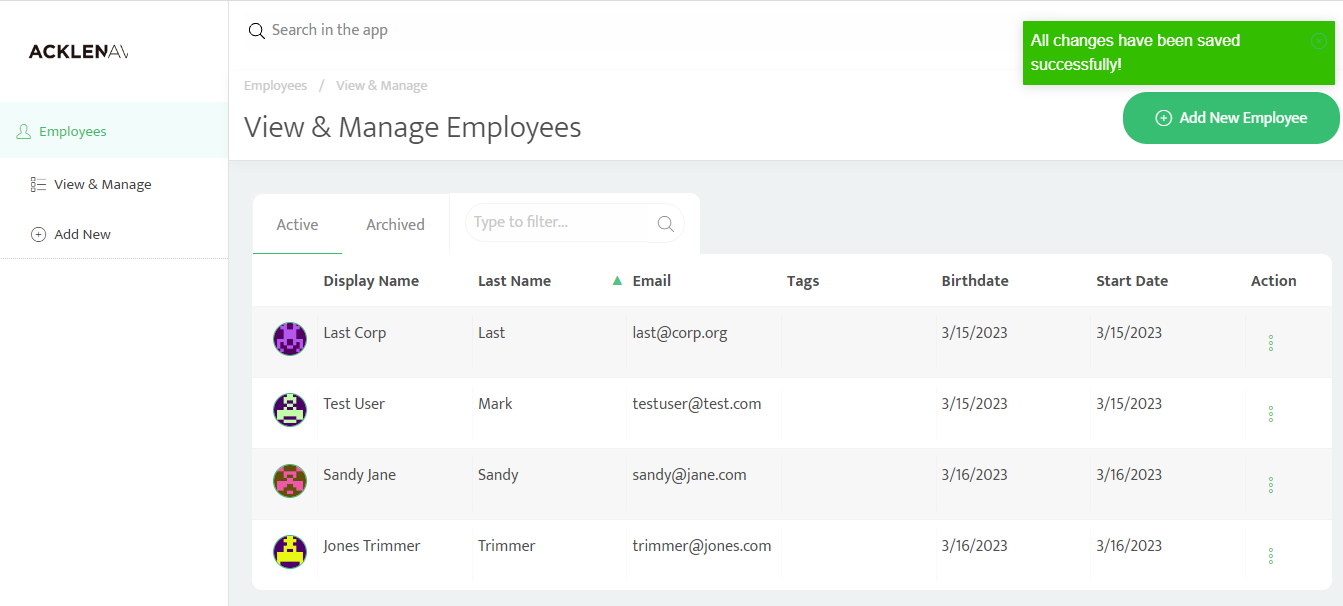 ACKLENAV
Search in the app
All changes have been saved
successfully!
Employees / View & Manage
View & Manage Employees
Add New Employee
Employees
View & Manage
Add New
Active Archived Type to filter...
Display Name Last Name Email Tags Birthdate Start Date Action
Last Corp Last last@corp.org 3/15/2023 3/15/2023
Test User Mark testuser@test.com 3/15/2023 3/15/2023
Sandy Jane Sandy sandy@jane.com 3/16/2023 3/16/2023
Jones Trimmer Trimmer trimmer@jones.com 3/16/2023 3/16/2023